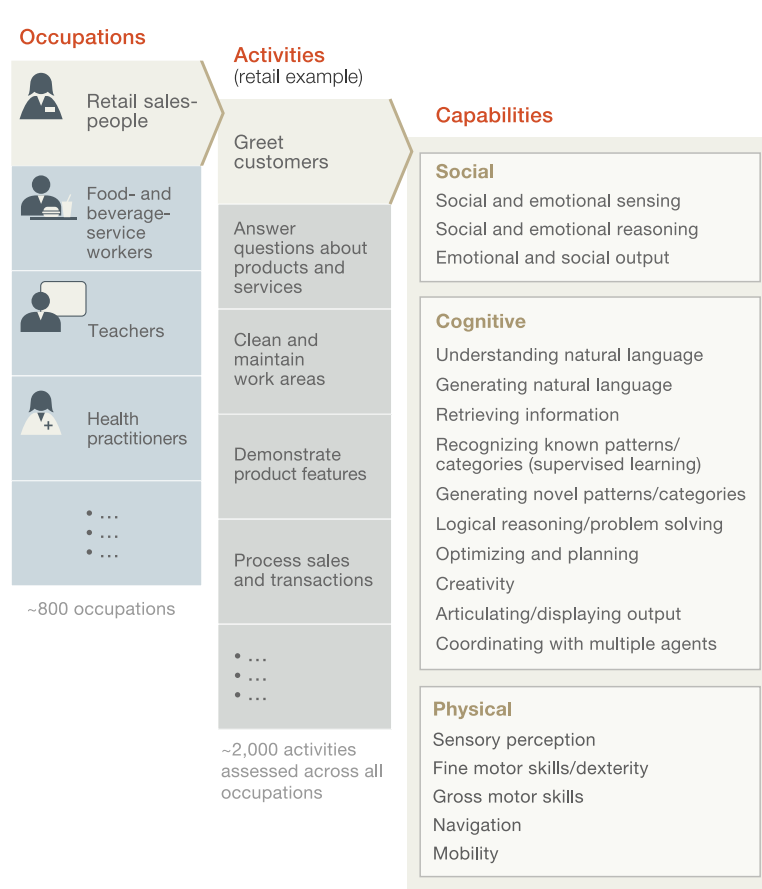 Occupations
Retail sales-
people
Food- and
beverage-
service
workers
Teachers
Health
practitioners
• ...
• ...
• ...
~800 occupations
Activities
(retail example)
Greet
customers
Answer
questions about
products and
services
Clean and
maintain
work areas
Demonstrate
product features
Process sales
and transactions
• ...
• ...
• ...
~2,000 activities
assessed across all
occupations
Capabilities
Social
Social and emotional sensing
Social and emotional reasoning
Emotional and social output
Cognitive
Understanding natural language
Generating natural language
Retrieving information
Recognizing known patterns/
categories (supervised learning)
Generating novel patterns/categories
Logical reasoning/problem solving
Optimizing and planning
Creativity
Articulating/displaying output
Coordinating with multiple agents
Physical
Sensory perception
Fine motor skills/dexterity
Gross motor skills
Navigation
Mobility